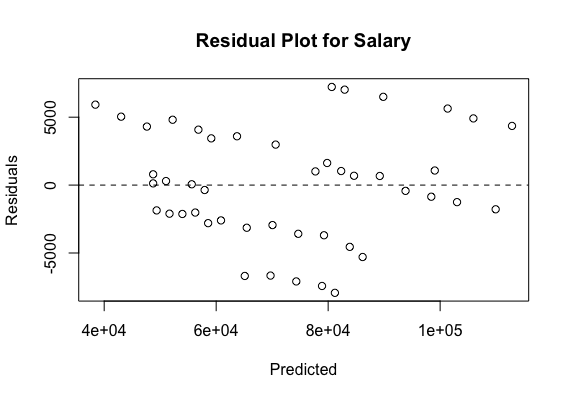 Residual Plot for Salary
5000
0
-5000
Residuals
4e+04 6e+04 8e+04 1e+05
Predicted